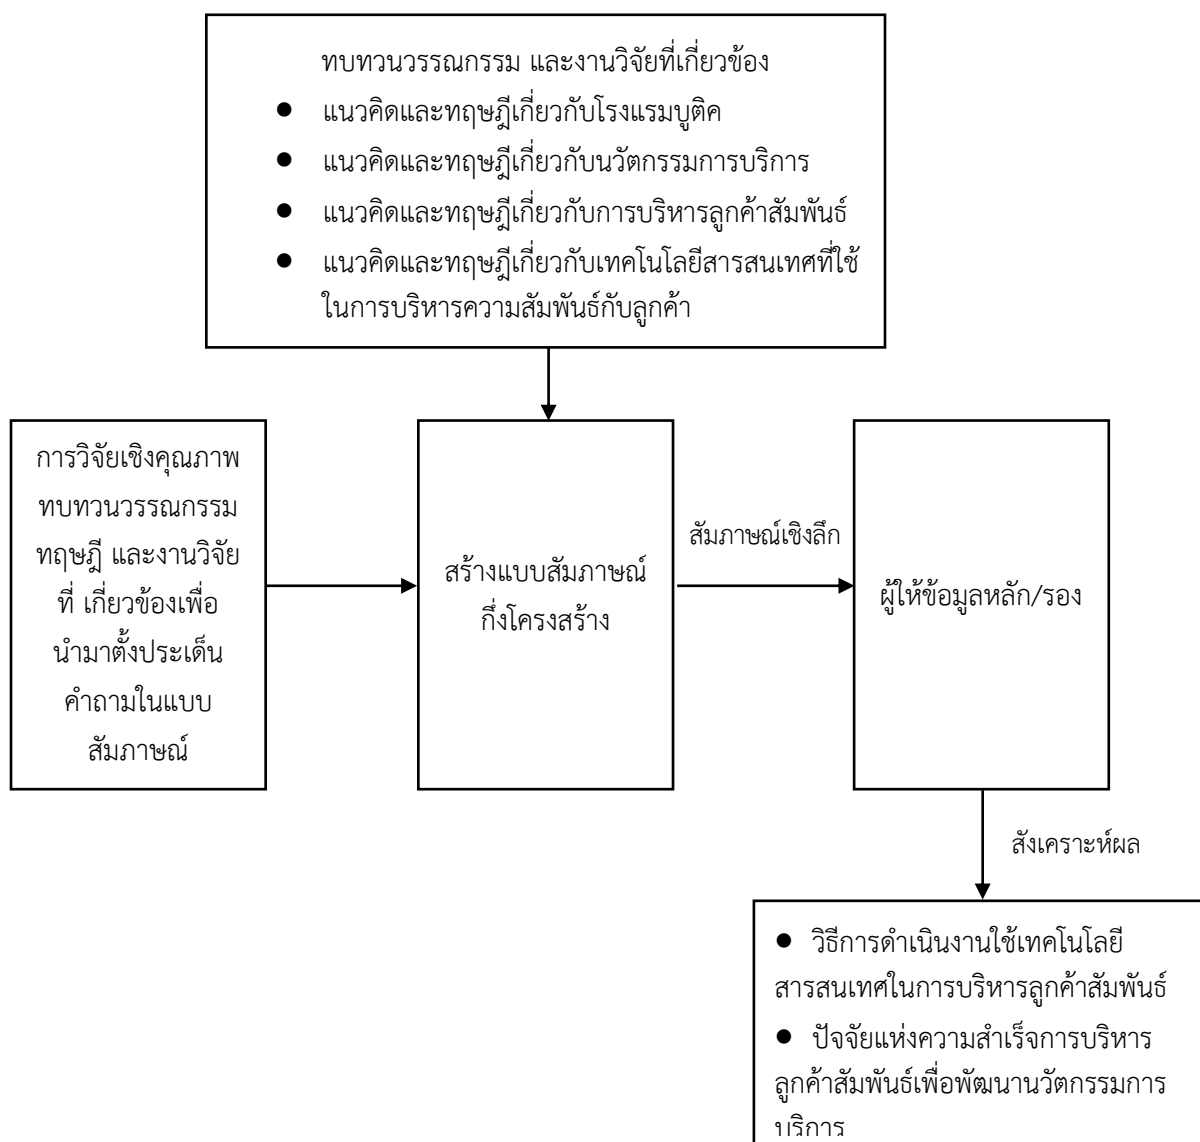 ทบทวนวรรณกรรม และงานวิจัยที่เกี่ยวข้อง
● แนวคิดและทฤษฎีเกี่ยวกับโรงแรมบูติค
● แนวคิดและทฤษฎีเกี่ยวกับนวัตกรรมการบริการ
● แนวคิดและทฤษฎีเกี่ยวกับการบริหารลูกค้าสัมพันธ์
● แนวคิดและทฤษฎีเกี่ยวกับเทคโนโลยีสารสนเทศที่ใช้
ในการบริหารความสัมพันธ์กับลูกค้า
การวิจัยเชิงคุณภาพ
ทบทวนวรรณกรรม
ทฤษฎี และงานวิจัย
ที่ เกี่ยวข้องเพื่อ
นำมาตั้งประเด็น
คำถามในแบบ
สัมภาษณ์
สร้างแบบสัมภาษณ์
กึ่งโครงสร้าง
สัมภาษณ์เชิงลึก
ผู้ให้ข้อมูลหลัก/รอง
สังเคราะห์ผล
● วิธีการดำเนินงานใช้เทคโนโลยี
สารสนเทศในการบริหารลูกค้าสัมพันธ์
● ปัจจัยแห่งความสำเร็จการบริหาร
ลูกค้าสัมพันธ์เพื่อพัฒนานวัตกรรมการ
บริการ